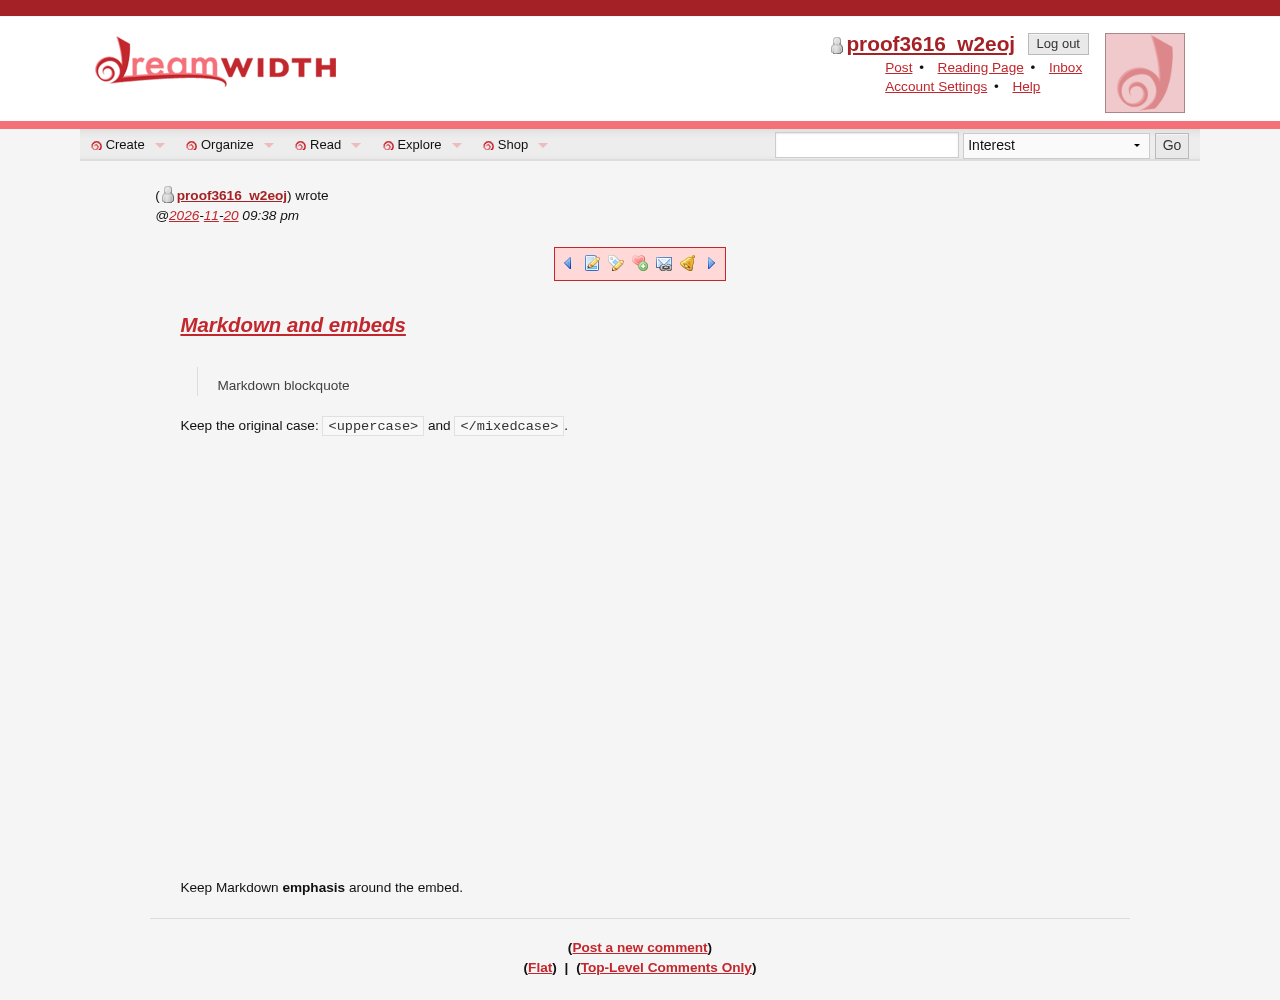 dreamwidth
proof3616_w2eoj Log out
Post • Reading Page • Inbox
Account Settings • Help
Create Organize Read Explore Shop Interest Go
(proof3616_w2eoj) wrote
@2026-11-20 09:38 pm
Markdown and embeds
Markdown blockquote
Keep the original case: <uppercase> and </mixedcase>.
Keep Markdown emphasis around the embed.
(Post a new comment)
(Flat) | (Top-Level Comments Only)